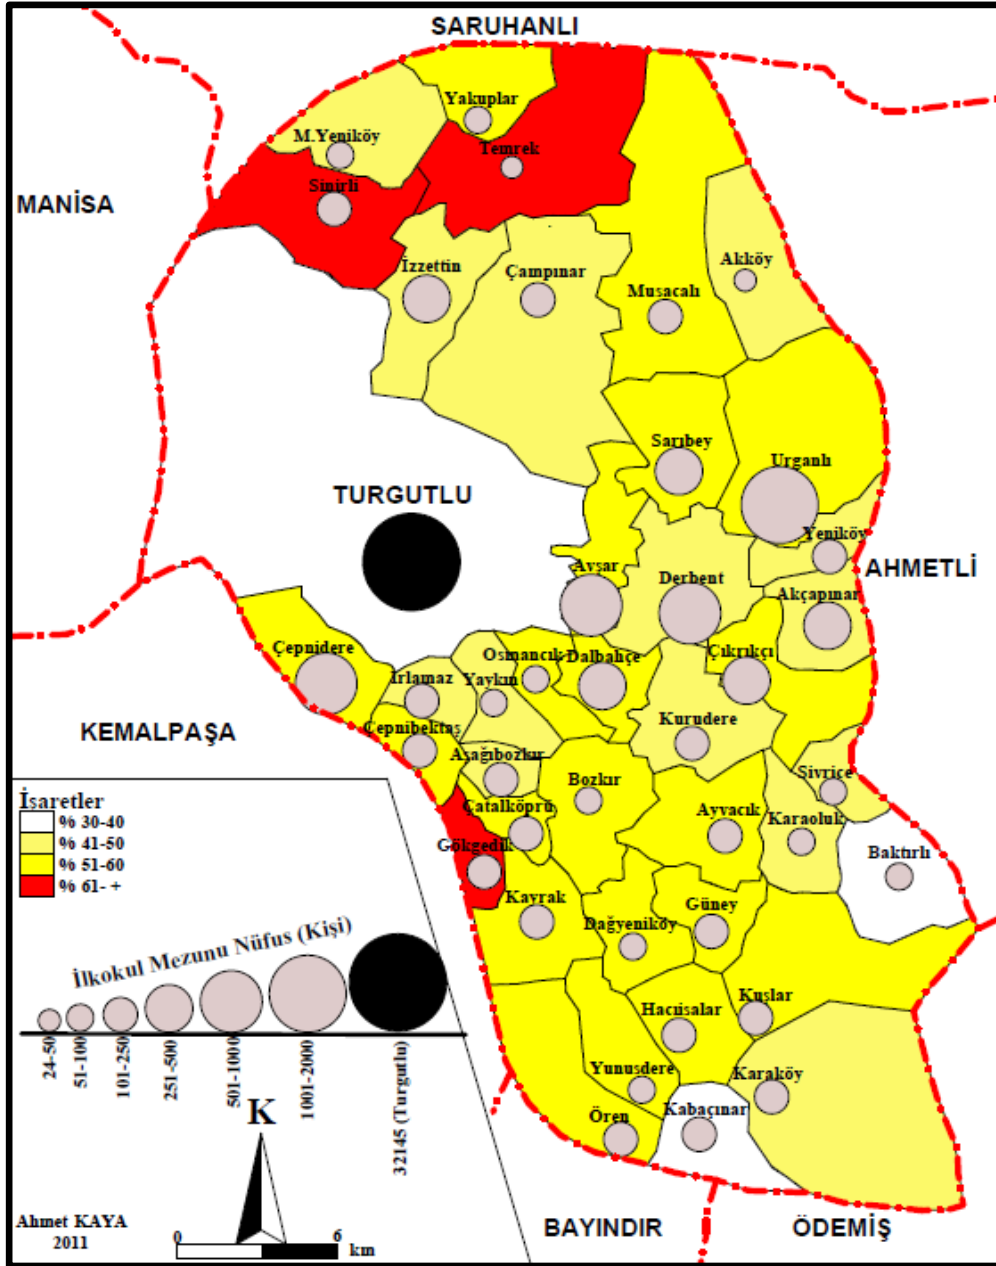 SARUHANLI
Yakuplar
M.Yeniköy
Temrek
Sinirli
MANİSA
Akköy
İzzettin
Çampınar
Musacalı
Sarıbey
Urganlı
TURGUTLU
Yeniköy
Avşar
Derbent
AHMETLİ
Akçapınar
Çepnidere
Osmancık
Dalbahçe
Çıkrıkçı
Irlamaz
Yaykın
KEMALPAŞA
Çepnibektaş
Kurudere
Aşağıbozkır
Sivrice
Bozkır
Çatalköprü
Ayvacık
Karaoluk
Gökgedik
Baktırlı
Kayrak
Dağyeniköy
Güney
Hacıisalar
Kuşlar
Yunusdere
Karaköy
Ören
Kabaçınar
İşaretler
% 30-40
% 41-50
% 51-60
% 61- +
İlkokul Mezunu Nüfus (Kişi)
24-50
51-100
101-250
251-500
501-1000
1001-2000
32145 (Turgutlu)
K
Ahmet KAYA
2011
0
6
km
BAYINDIR
ÖDEMİŞ